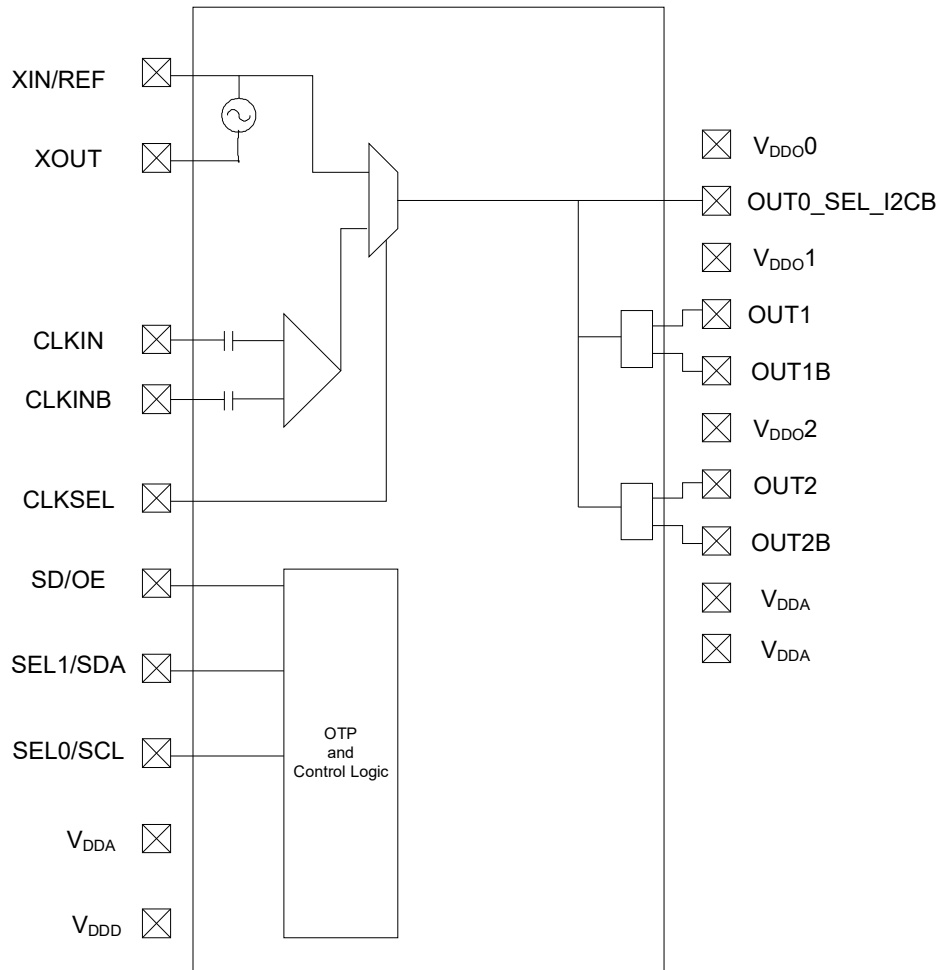 XIN/REF
XOUT
CLKIN
CLKINB
CLKSEL
SD/OE
SEL1/SDA
SEL0/SCL
VDDA
VDDD
OTP
and
Control Logic
VDDO0
OUT0_SEL_I2CB
VDDO1
OUT1
OUT1B
VDDO2
OUT2
OUT2B
VDDA
VDDA